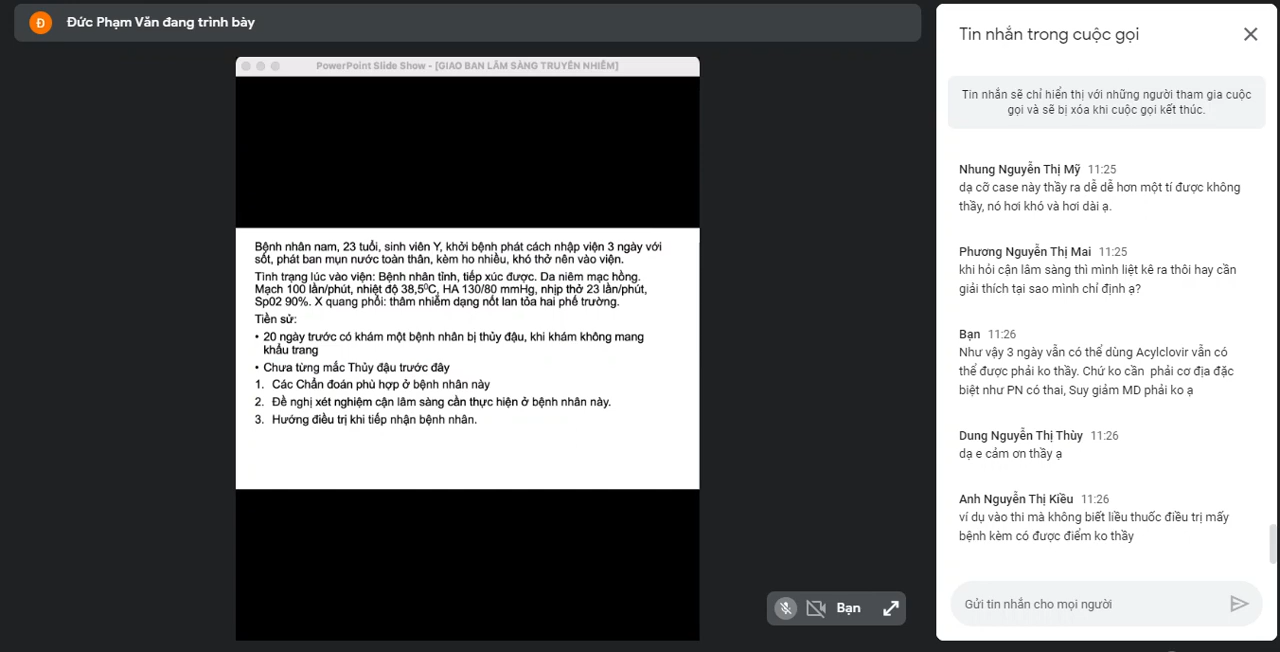 Đ
Đức Phạm Văn đang trình bày
PowerPoint Slide Show - [GIAO BAN LÂM SÀNG TRUYỀN NHIỄM]
Bệnh nhân nam, 23 tuổi, sinh viên Y, khởi bệnh phát cách nhập viện 3 ngày với
sốt, phát ban mụn nước toàn thân, kèm ho nhiều, khó thở nên vào viện.
Tình trạng lúc vào viện: Bệnh nhân tỉnh, tiếp xúc được. Da niêm mạc hồng.
Mạch 100 lần/phút, nhiệt độ 38,5⁰C, HA 130/80 mmHg, nhịp thở 23 lần/phút,
Sp02 90%. X quang phổi: thâm nhiễm dạng nốt lan tỏa hai phế trường.
Tiền sử:
• 20 ngày trước có khám một bệnh nhân bị thủy đậu, khi khám không mang
khẩu trang
• Chưa từng mắc Thủy đậu trước đây
1. Các Chẩn đoán phù hợp ở bệnh nhân này
2. Đề nghị xét nghiệm cận lâm sàng cần thực hiện ở bệnh nhân này.
3. Hướng điều trị khi tiếp nhận bệnh nhân.
Bạn
Tin nhắn trong cuộc gọi
Tin nhắn sẽ chỉ hiển thị với những người tham gia cuộc
gọi và sẽ bị xóa khi cuộc gọi kết thúc.
Nhung Nguyễn Thị Mỹ 11:25
dạ cỡ case này thầy ra dễ dễ hơn một tí được không
thầy, nó hơi khó và hơi dài ạ.
Phương Nguyễn Thị Mai 11:25
khi hỏi cận lâm sàng thì mình liệt kê ra thôi hay cần
giải thích tại sao mình chỉ định ạ?
Bạn 11:26
Như vậy 3 ngày vẫn có thể dùng Acylclovir vẫn có
thể được phải ko thầy. Chứ ko cần phải cơ địa đặc
biệt như PN có thai, Suy giảm MD phải ko ạ
Dung Nguyễn Thị Thùy 11:26
dạ e cảm ơn thầy ạ
Anh Nguyễn Thị Kiều 11:26
ví dụ vào thi mà không biết liều thuốc điều trị mấy
bệnh kèm có được điểm ko thầy
Gửi tin nhắn cho mọi người